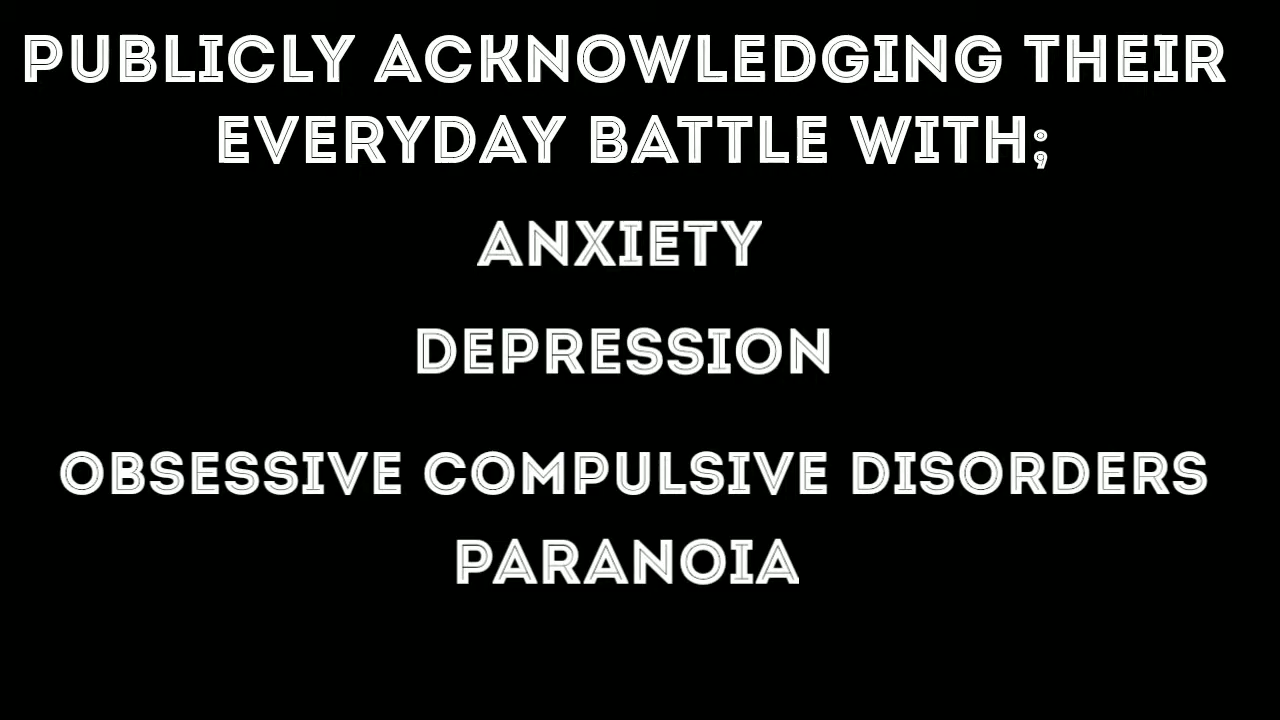 PUBLICLY ACKNOWLEDGING THEIR
EVERYDAY BATTLE WITH;
ANXIETY
DEPRESSION
OBSESSIVE COMPULSIVE DISORDERS
PARANOIA